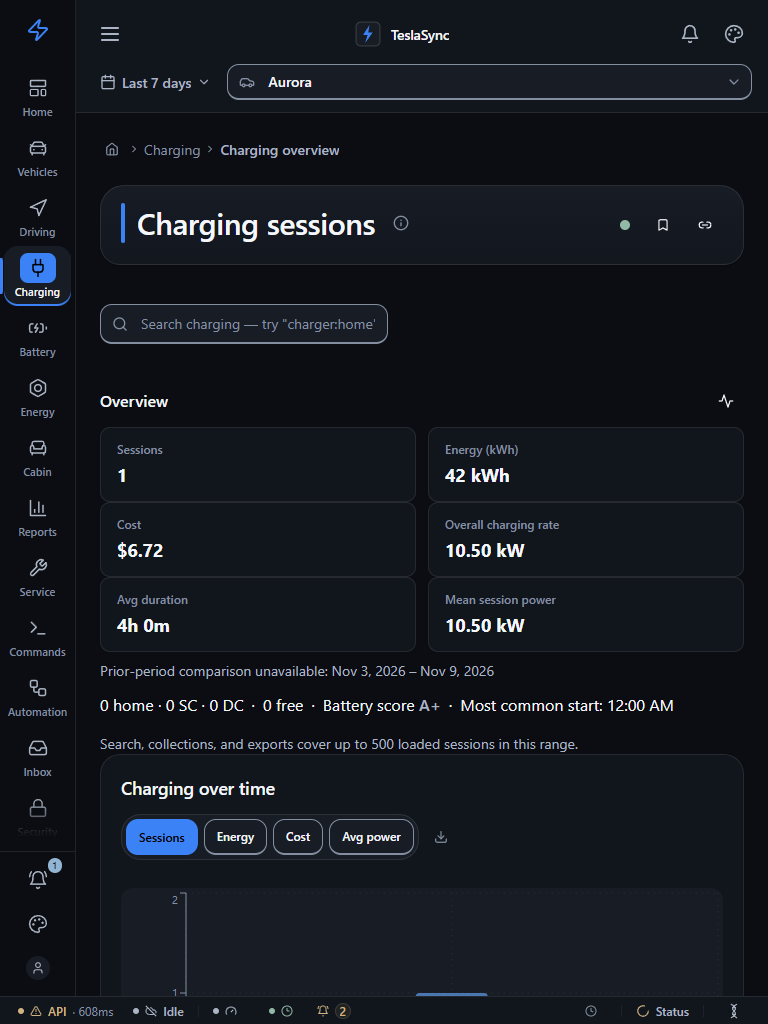 TeslaSync
Last 7 days
Aurora
Home
Vehicles
Driving
Charging
Battery
Energy
Cabin
Reports
Service
Commands
Automation
Inbox
Security
1
Charging > Charging overview
Charging sessions
Search charging — try "charger:home'
Overview
Sessions
1
Energy (kWh)
42 kWh
Cost
$6.72
Overall charging rate
10.50 kW
Avg duration
4h 0m
Mean session power
10.50 kW
Prior-period comparison unavailable: Nov 3, 2026 – Nov 9, 2026
0 home · 0 SC · 0 DC · 0 free · Battery score A+ · Most common start: 12:00 AM
Search, collections, and exports cover up to 500 loaded sessions in this range.
Charging over time
Sessions
Energy
Cost
Avg power
2
1
API · 608ms
Idle
2
Status